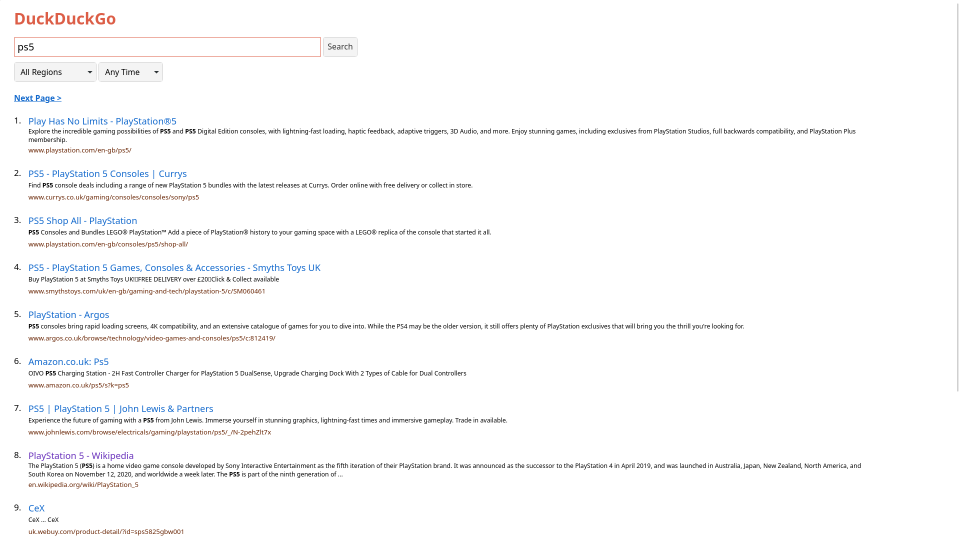 DuckDuckGo
ps5
Search
All Regions
Any Time
Next Page >
1. Play Has No Limits - PlayStation®5
Explore the incredible gaming possibilities of PS5 and PS5 Digital Edition consoles, with lightning-fast loading, haptic feedback, adaptive triggers, 3D Audio, and more. Enjoy stunning games, including exclusives from PlayStation Studios, full backwards compatibility, and PlayStation Plus
membership.
www.playstation.com/en-gb/ps5/
2. PS5 - PlayStation 5 Consoles | Currys
Find PS5 console deals including a range of new PlayStation 5 bundles with the latest releases at Currys. Order online with free delivery or collect in store.
www.currys.co.uk/gaming/consoles/consoles/sony/ps5
3. PS5 Shop All - PlayStation
PS5 Consoles and Bundles LEGO® PlayStation™ Add a piece of PlayStation® history to your gaming space with a LEGO® replica of the console that started it all.
www.playstation.com/en-gb/consoles/ps5/shop-all/
4. PS5 - PlayStation 5 Games, Consoles & Accessories - Smyths Toys UK
Buy PlayStation 5 at Smyths Toys UK!FREE DELIVERY over £20Click & Collect available
www.smythstoys.com/uk/en-gb/gaming-and-tech/playstation-5/c/SM060461
5. PlayStation - Argos
PS5 consoles bring rapid loading screens, 4K compatibility, and an extensive catalogue of games for you to dive into. While the PS4 may be the older version, it still offers plenty of PlayStation exclusives that will bring you the thrill you're looking for.
www.argos.co.uk/browse/technology/video-games-and-consoles/ps5/c:812419/
6. Amazon.co.uk: Ps5
OIVO PS5 Charging Station - 2H Fast Controller Charger for PlayStation 5 DualSense, Upgrade Charging Dock With 2 Types of Cable for Dual Controllers
www.amazon.co.uk/ps5/s?k=ps5
7. PS5 | PlayStation 5 | John Lewis & Partners
Experience the future of gaming with a PS5 from John Lewis. Immerse yourself in stunning graphics, lightning-fast times and immersive gameplay. Trade in available.
www.johnlewis.com/browse/electricals/gaming/playstation/ps5/_/N-2pehZlt7x
8. PlayStation 5 - Wikipedia
The PlayStation 5 (PS5) is a home video game console developed by Sony Interactive Entertainment as the fifth iteration of their PlayStation brand. It was announced as the successor to the PlayStation 4 in April 2019, and was launched in Australia, Japan, New Zealand, North America, and
South Korea on November 12, 2020, and worldwide a week later. The PS5 is part of the ninth generation of ...
en.wikipedia.org/wiki/PlayStation_5
9. CeX
CeX ... CeX
uk.webuy.com/product-detail/?id=sps5825gbw001